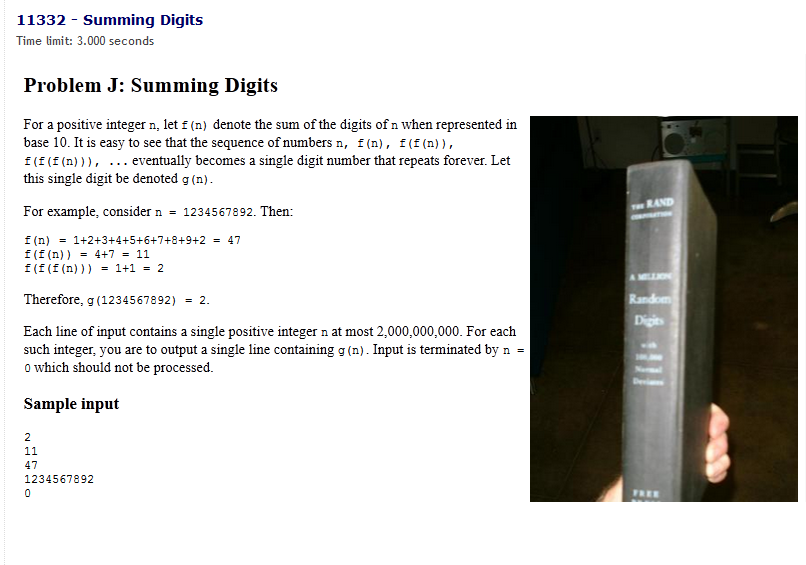 11332 - Summing Digits
Time limit: 3.000 seconds
Problem J: Summing Digits
For a positive integer n, let f(n) denote the sum of the digits of n when represented in
base 10. It is easy to see that the sequence of numbers n, f(n), f(f(n)),
f(f(f(n))), ... eventually becomes a single digit number that repeats forever. Let
this single digit be denoted g(n).
For example, consider n = 1234567892. Then:
f(n) = 1+2+3+4+5+6+7+8+9+2 = 47
f(f(n)) = 4+7 = 11
f(f(f(n))) = 1+1 = 2
Therefore, g(1234567892) = 2.
Each line of input contains a single positive integer n at most 2,000,000,000. For each
such integer, you are to output a single line containing g(n). Input is terminated by n =
0 which should not be processed.
Sample input
2
11
47
1234567892
0
THE RAND
CORPORATION
A MILLION
Random
Digits
with
100,000
Normal
Deviates
FREE